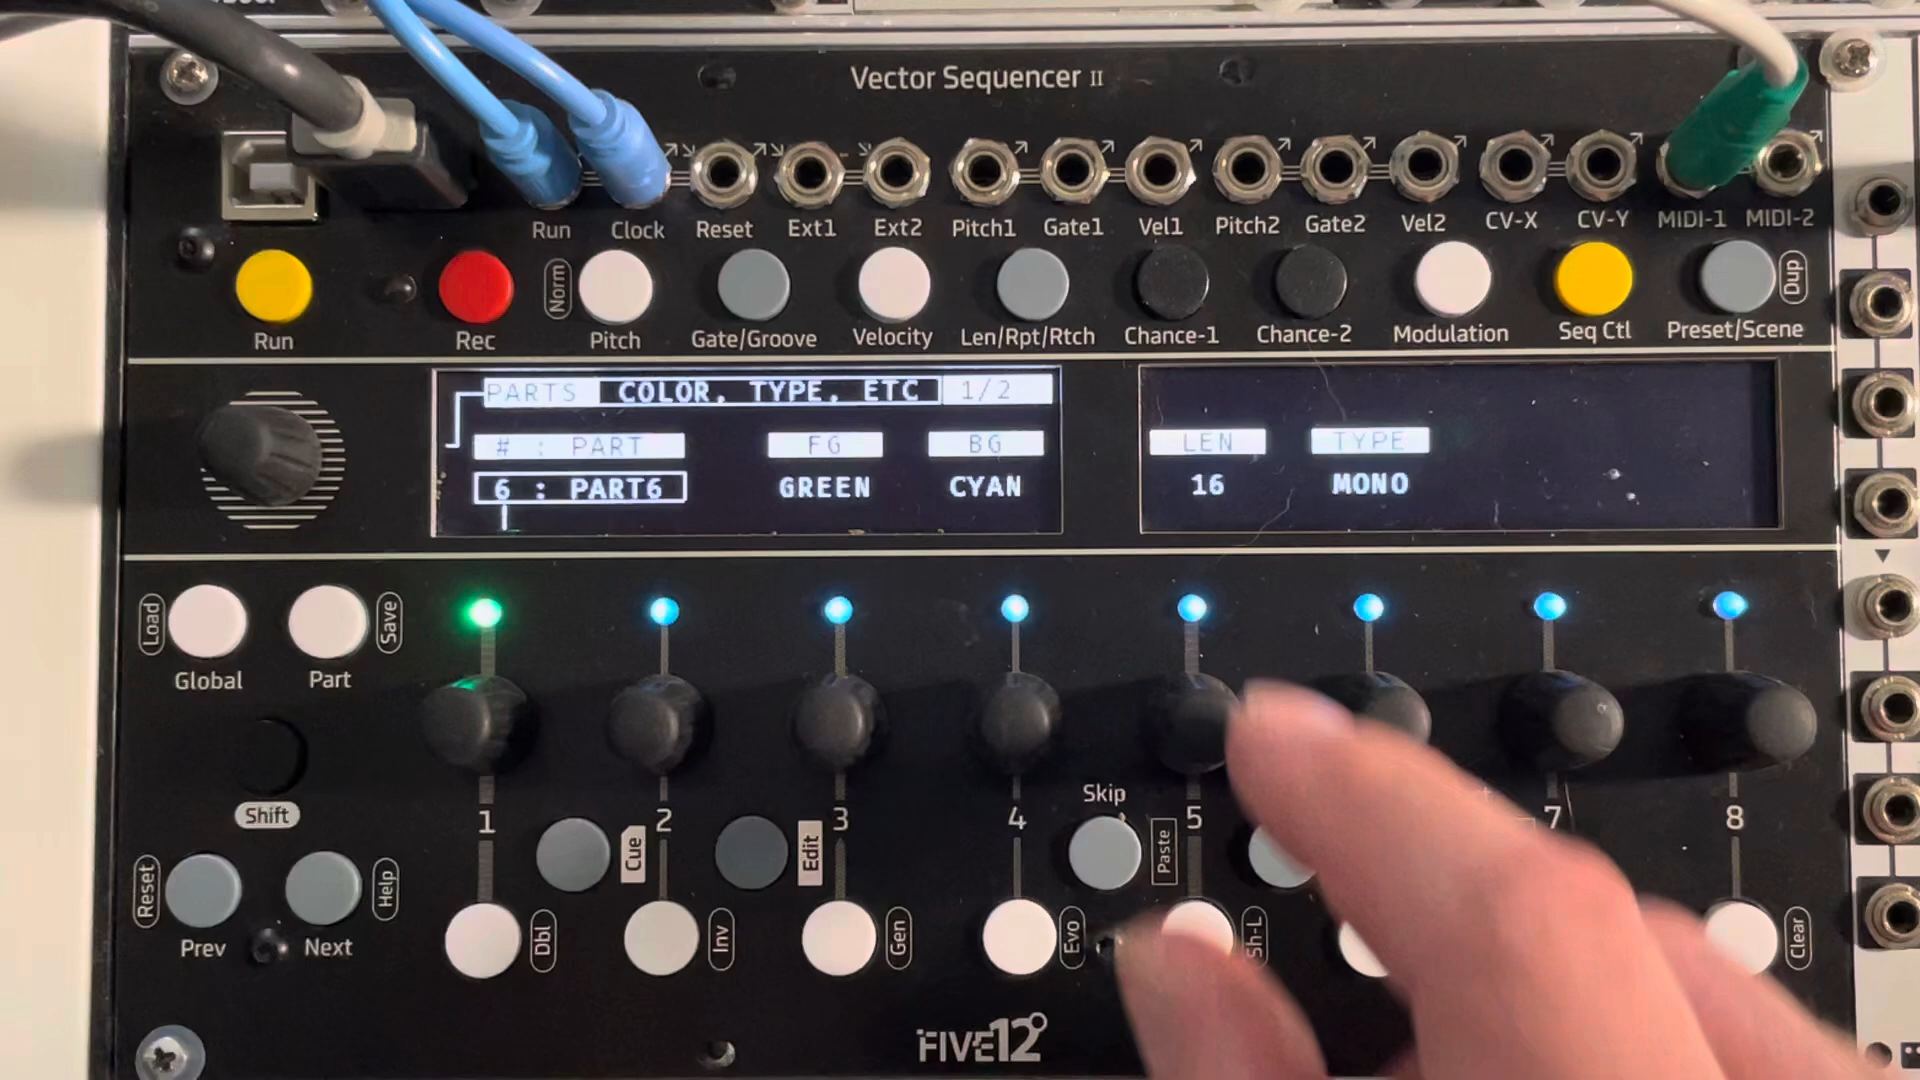 Vector Sequencer II
Run Clock Reset Ext1 Ext2 Pitch1 Gate1 Vel1 Pitch2 Gate2 Vel2 CV-X CV-Y MIDI-1 MIDI-2
Norm Dup
Run Rec Pitch Gate/Groove Velocity Len/Rpt/Rtch Chance-1 Chance-2 Modulation Seq Ctl Preset/Scene
PARTS COLOR, TYPE, ETC 1/2
# : PART FG BG LEN TYPE
6 : PART6 GREEN CYAN 16 MONO
Load Save
Global Part
Shift
Skip
1 2 3 4 5 7 8
Cue Edit Paste
Reset Help
Dbl Inv Gen Evo Sh-L Clear
Prev Next
FIVE12